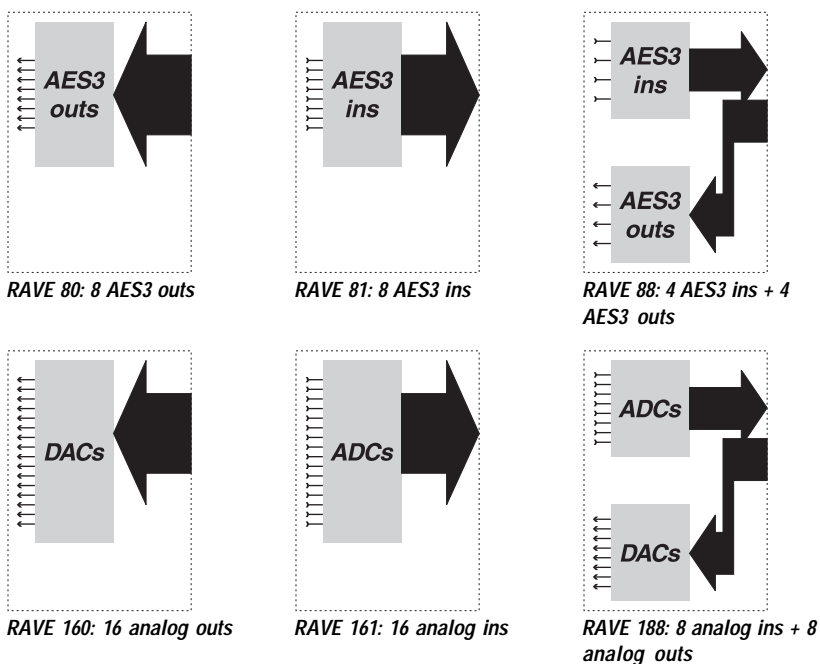 AES3
outs
AES3
ins
AES3
ins
AES3
outs
RAVE 80: 8 AES3 outs
RAVE 81: 8 AES3 ins
RAVE 88: 4 AES3 ins + 4
AES3 outs
DACs
ADCs
ADCs
DACs
RAVE 160: 16 analog outs
RAVE 161: 16 analog ins
RAVE 188: 8 analog ins + 8
analog outs